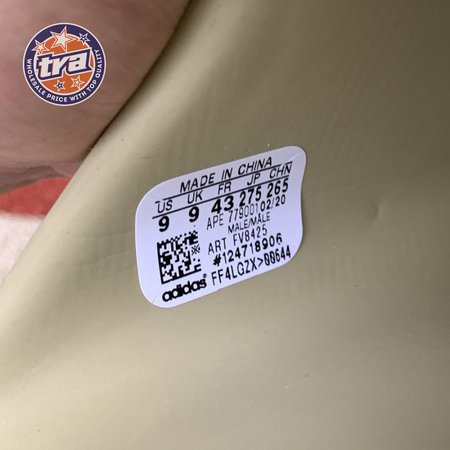 tra
WHOLESALE PRICE WITH TOP QUALITY
MADE IN CHINA
US UK FR JP CHN
9 9 43 275 265
APE 779001 02/20
MALE/MALE
ART FV8425
#124718906
FF4LGZX>00644
adidas